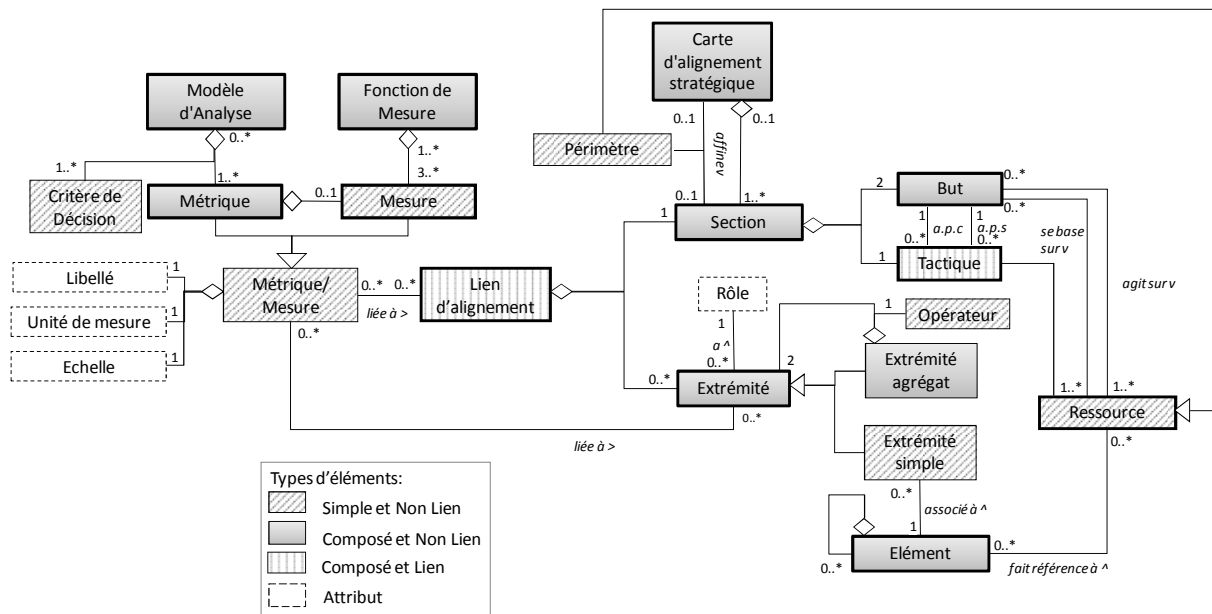 Carte
d'alignement
stratégique
Modèle
d'Analyse
Fonction de
Mesure
0..*
1..*
0..1
affine v
0..1
Périmètre
1..*
1..*
3..*
Critère de
Décision
Métrique
0..1
Mesure
0..1
1..*
1
Section
2
But
0..*
0..*
1
a.p.c
1
a.p.s
0..*
0..*
1
Tactique
se base
sur v
agit sur v
Libellé
1
Unité de mesure
1
Echelle
1
Métrique/
Mesure
0..*
0..*
liée à >
0..*
Lien
d'alignement
Rôle
1
a ^
0..*
1
Opérateur
2
0..*
Extrémité
0..*
Extrémité
agrégat
1..*
1..*
Ressource
0..*
liée à >
Extrémité
simple
0..*
associé à ^
1
Elément
0..*
0..*
fait référence à ^
Types d'éléments:
Simple et Non Lien
Composé et Non Lien
Composé et Lien
Attribut